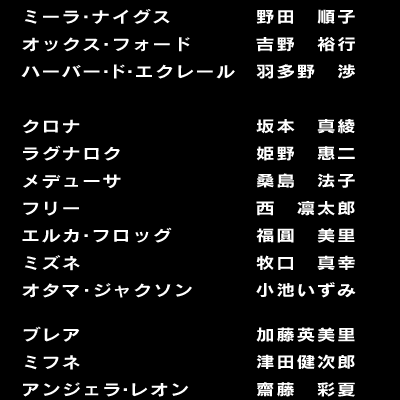 ミーラ・ナイグス 野田 順子
オックス・フォード 吉野 裕行
ハーバー・ド・エクレール 羽多野 渉
クロナ 坂本 真綾
ラグナロク 姫野 惠二
メデューサ 桑島 法子
フリー 西 凛太郎
エルカ・フロッグ 福圓 美里
ミズネ 牧口 真幸
オタマ・ジャクソン 小池いずみ
ブレア 加藤英美里
ミフネ 津田健次郎
アンジェラ・レオン 齋藤 彩夏